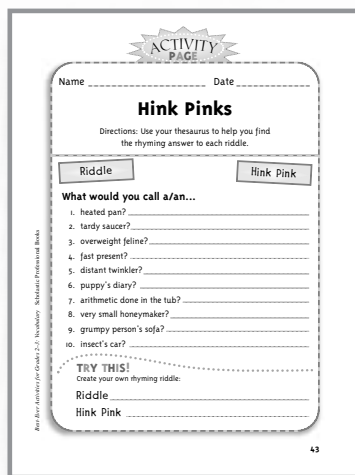 ACTIVITY
PAGE
Name Date
Hink Pinks
Directions: Use your thesaurus to help you find
the rhyming answer to each riddle.
Riddle
Hink Pink
What would you call a/an...
1. heated pan?
2. tardy saucer?
3. overweight feline?
4. fast present?
5. distant twinkler?
6. puppy's diary?
7. arithmetic done in the tub?
8. very small honeymaker?
9. grumpy person's sofa?
10. insect's car?
TRY THIS!
Create your own rhyming riddle:
Riddle
Hink Pink
Best-Ever Activities for Grades 2–3: Vocabulary Scholastic Professional Books
43